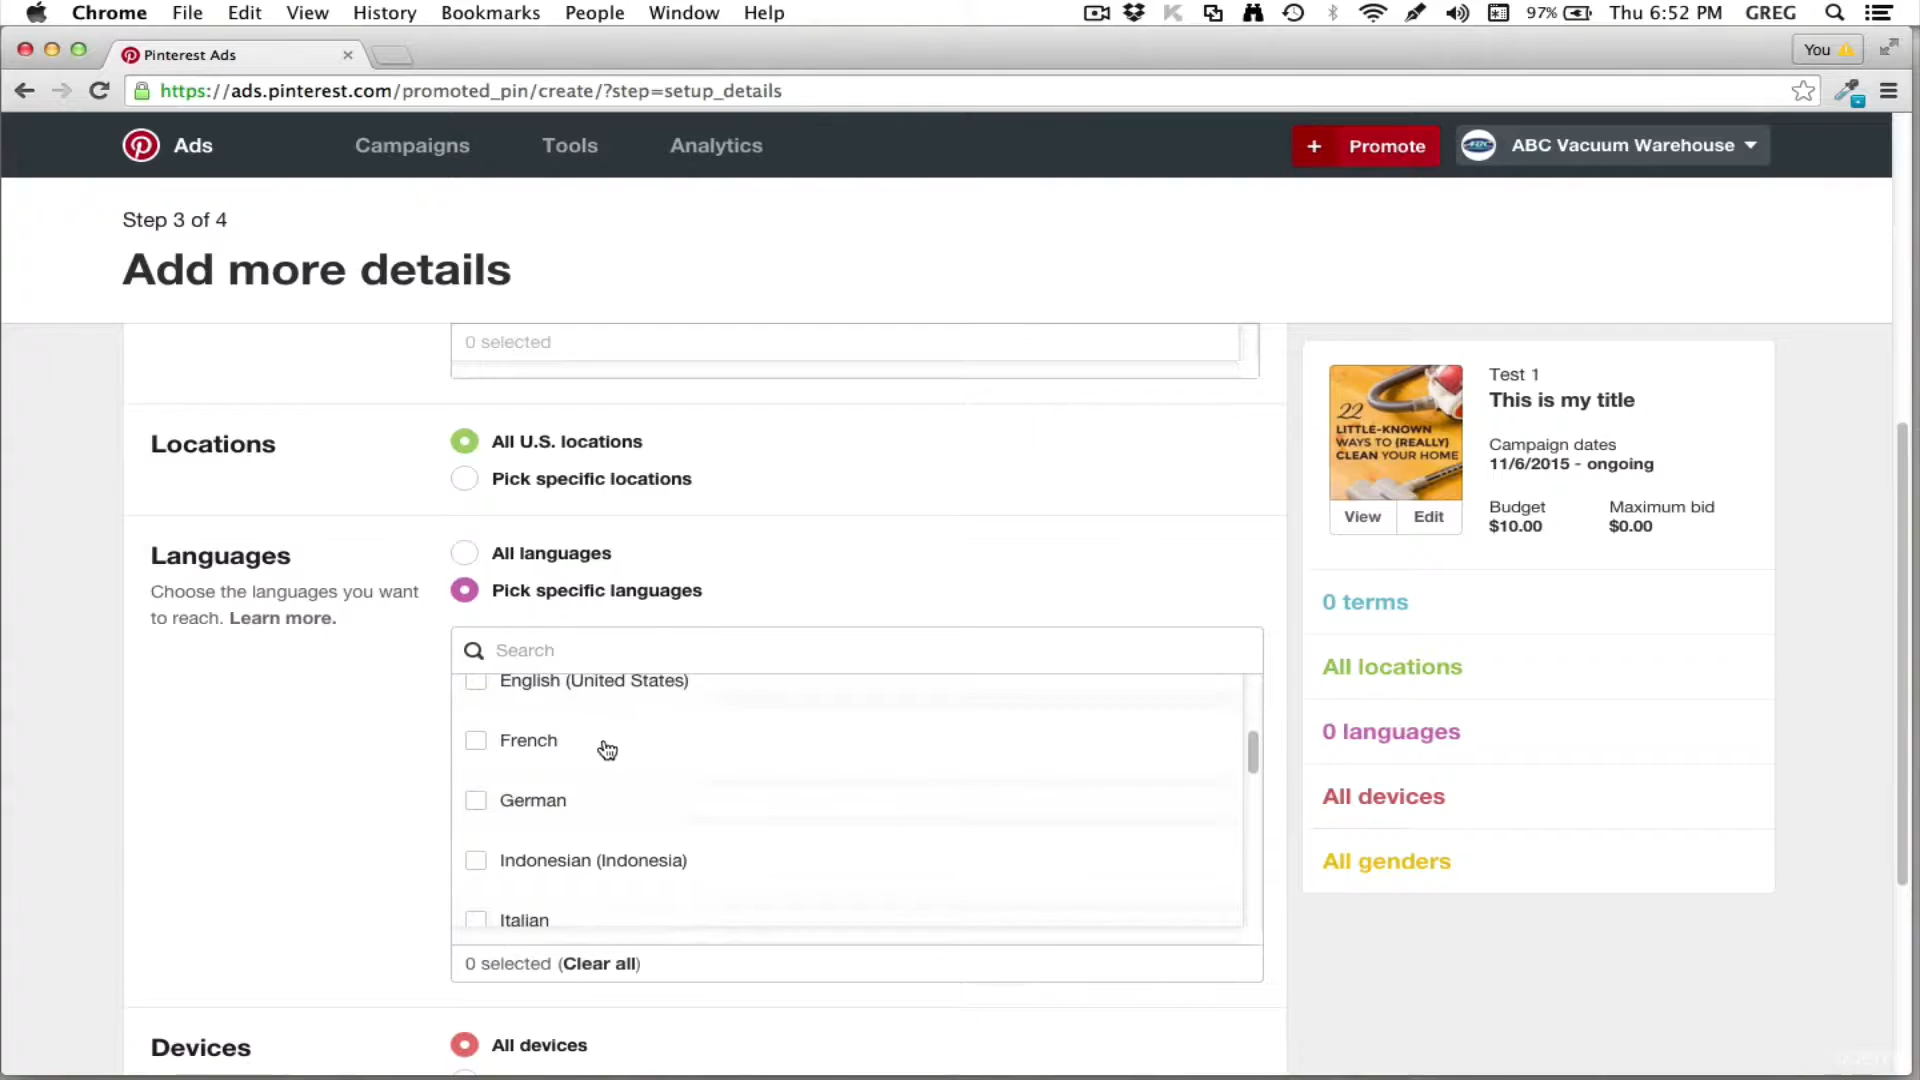 Chrome File Edit View History Bookmarks People Window Help 97% Thu 6:52 PM GREG
Pinterest Ads
You
https://ads.pinterest.com/promoted_pin/create/?step=setup_details
Ads Campaigns Tools Analytics + Promote ABC Vacuum Warehouse
Step 3 of 4
Add more details
0 selected
Locations
All U.S. locations
Pick specific locations
Languages
Choose the languages you want
to reach. Learn more.
All languages
Pick specific languages
Search
English (United States)
French
German
Indonesian (Indonesia)
Italian
0 selected (Clear all)
Devices
All devices
22
LITTLE-KNOWN
WAYS TO (REALLY)
CLEAN YOUR HOME
View Edit
Test 1
This is my title
Campaign dates
11/6/2015 - ongoing
Budget Maximum bid
$10.00 $0.00
0 terms
All locations
0 languages
All devices
All genders